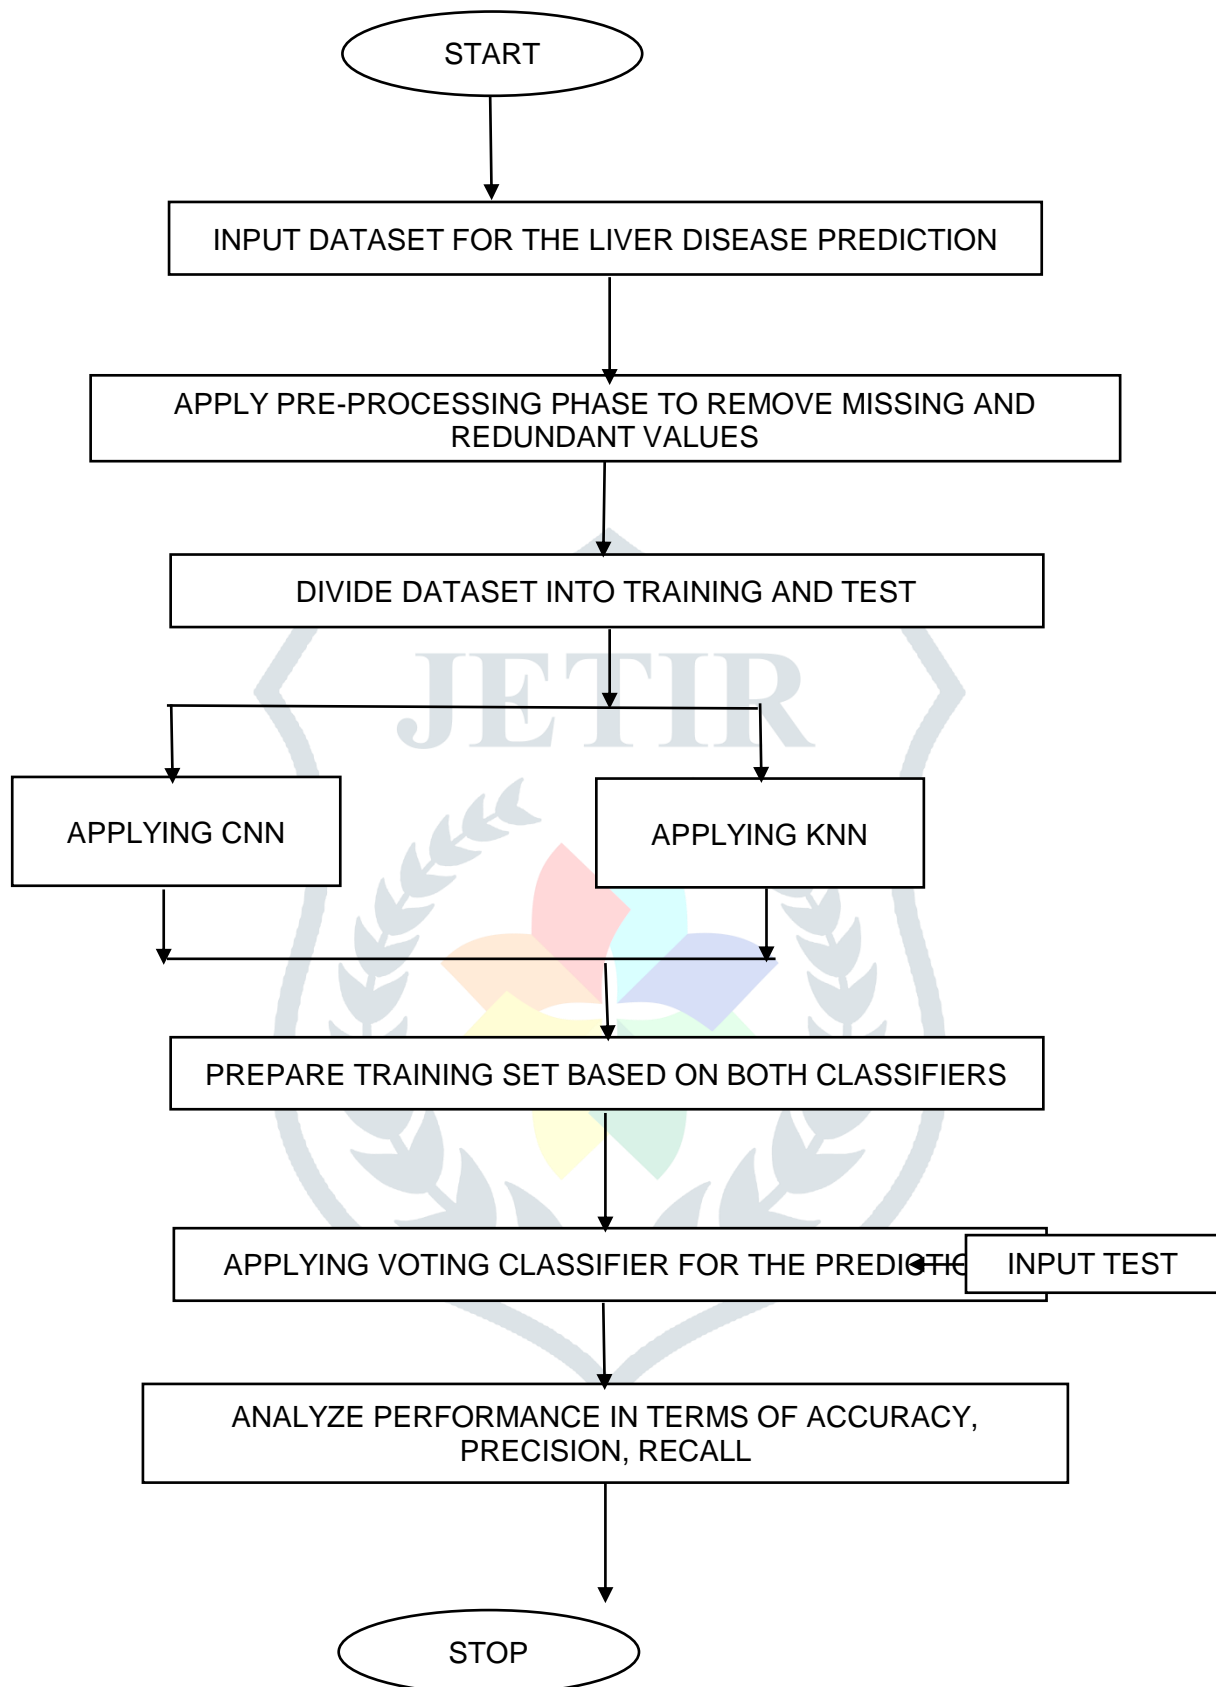 START
INPUT DATASET FOR THE LIVER DISEASE PREDICTION
APPLY PRE-PROCESSING PHASE TO REMOVE MISSING AND
REDUNDANT VALUES
DIVIDE DATASET INTO TRAINING AND TEST
JETIR
APPLYING CNN
APPLYING KNN
PREPARE TRAINING SET BASED ON BOTH CLASSIFIERS
APPLYING VOTING CLASSIFIER FOR THE
INPUT TEST
ANALYZE PERFORMANCE IN TERMS OF ACCURACY,
PRECISION, RECALL
STOP